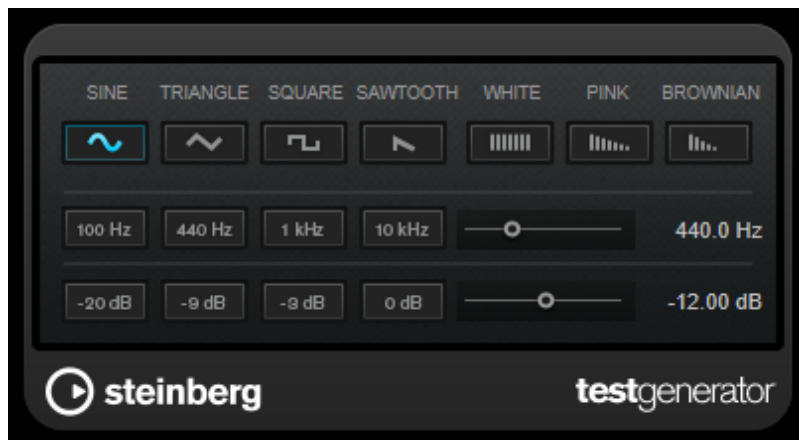 SINE TRIANGLE SQUARE SAWTOOTH WHITE PINK BROWNIAN
100 Hz 440 Hz 1 kHz 10 kHz 440.0 Hz
-20 dB -9 dB -3 dB 0 dB -12.00 dB
steinberg testgenerator